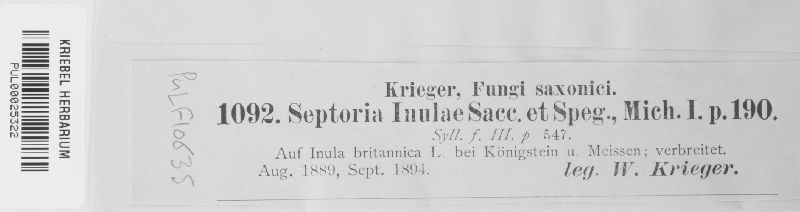 KRIEBEL HERBARIUM
PUL00025322
PULF10635
Krieger, Fungi saxonici.
1092. Septoria Inulae Sacc. et Speg., Mich. I. p. 190.
Syll. f. III. p 547.
Auf Inula britannica L. bei Königstein u. Meissen; verbreitet.
Aug. 1889, Sept. 1894. leg. W. Krieger.